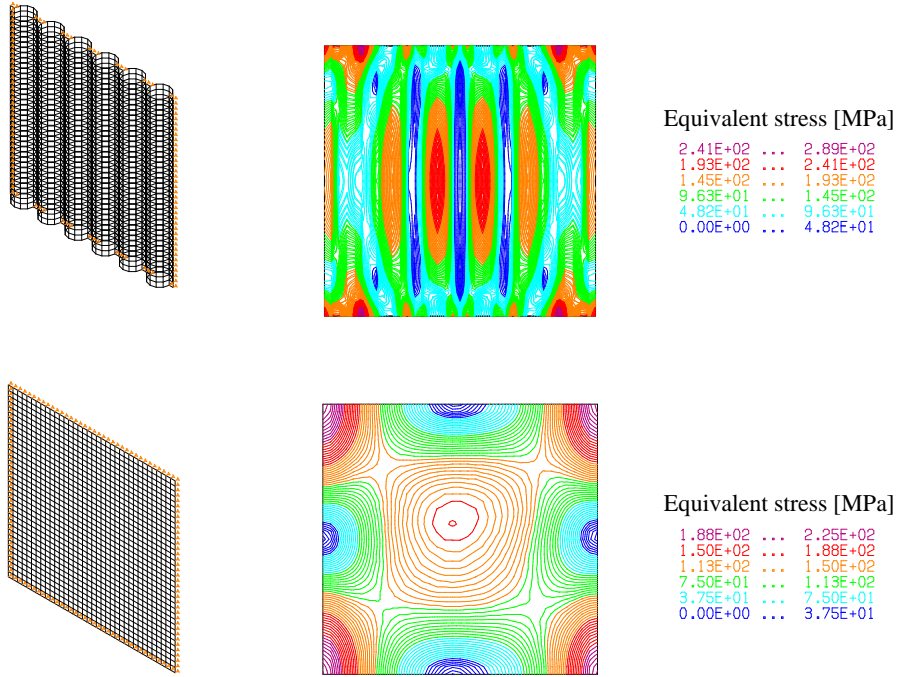 Equivalent stress [MPa]
2.41E+02 ... 2.89E+02
1.93E+02 ... 2.41E+02
1.45E+02 ... 1.93E+02
9.63E+01 ... 1.45E+02
4.82E+01 ... 9.63E+01
0.00E+00 ... 4.82E+01
Equivalent stress [MPa]
1.88E+02 ... 2.25E+02
1.50E+02 ... 1.88E+02
1.13E+02 ... 1.50E+02
7.50E+01 ... 1.13E+02
3.75E+01 ... 7.50E+01
0.00E+00 ... 3.75E+01